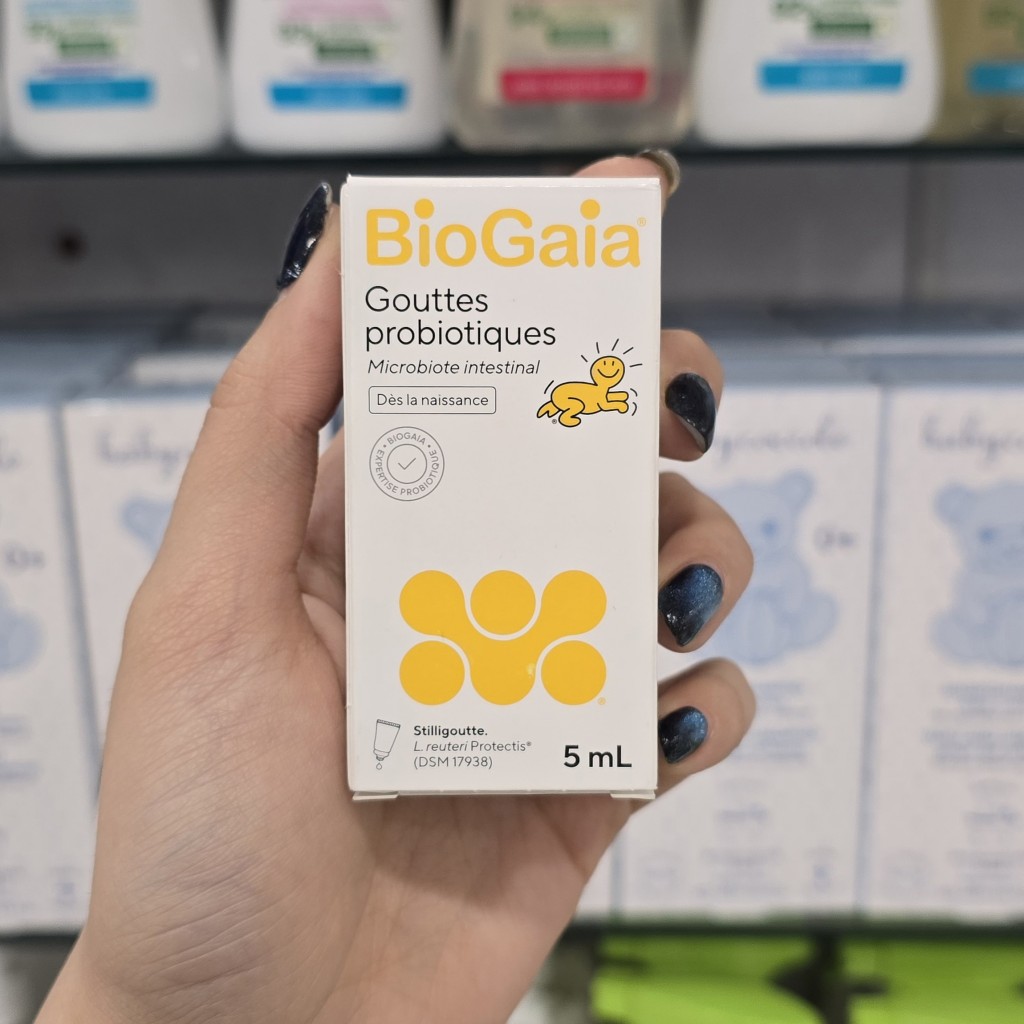 BioGaia®
Gouttes
probiotiques
Microbiote intestinal
Dès la naissance
• BIOGAIA •
EXPERTISE PROBIOTIQUE
Stilligoutte.
L. reuteri Protectis®
(DSM 17938)
5 mL